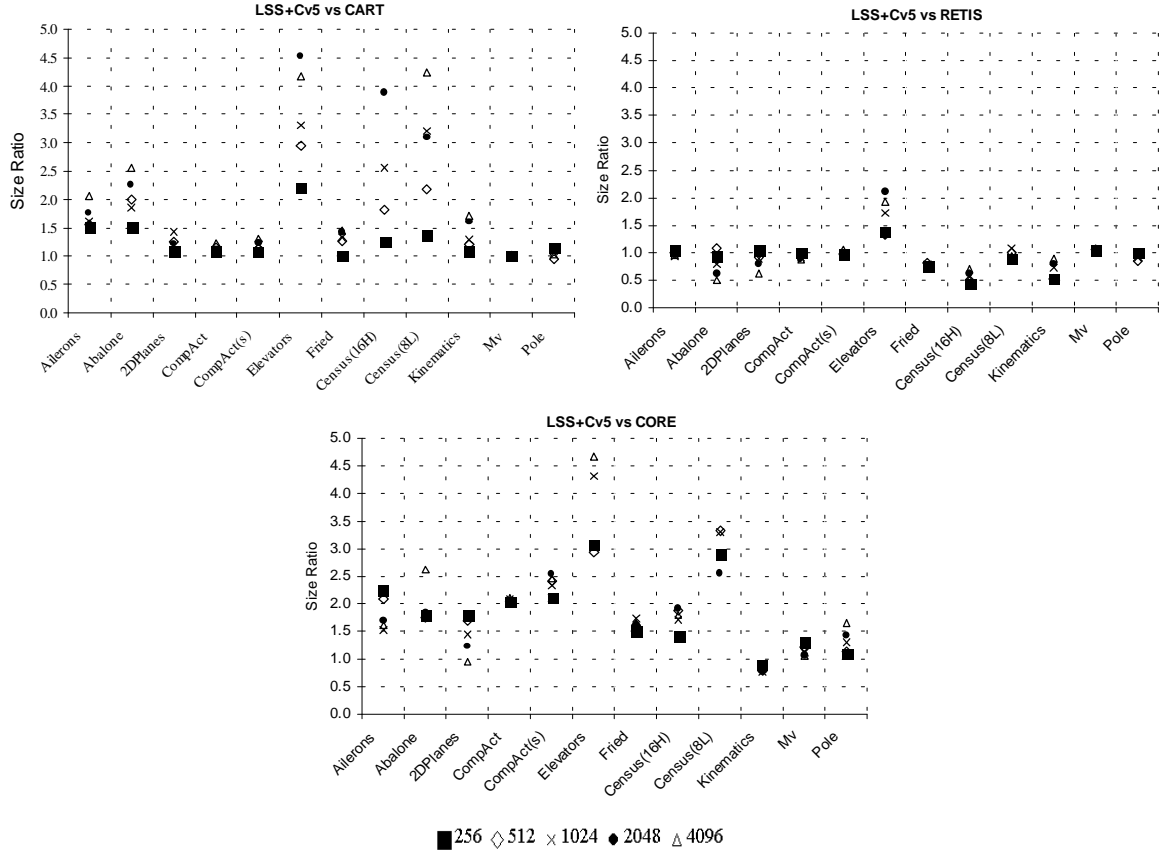 LSS+Cv5 vs CART
Size Ratio
5.0
4.5
4.0
3.5
3.0
2.5
2.0
1.5
1.0
0.5
0.0
Ailerons
Abalone
2DPlanes
CompAct
CompAct(s)
Elevators
Fried
Census(16H)
Census(8L)
Kinematics
Mv
Pole
LSS+Cv5 vs RETIS
Size Ratio
5.0
4.5
4.0
3.5
3.0
2.5
2.0
1.5
1.0
0.5
0.0
Ailerons
Abalone
2DPlanes
CompAct
CompAct(s)
Elevators
Fried
Census(16H)
Census(8L)
Kinematics
Mv
Pole
LSS+Cv5 vs CORE
Size Ratio
5.0
4.5
4.0
3.5
3.0
2.5
2.0
1.5
1.0
0.5
0.0
Ailerons
Abalone
2DPlanes
CompAct
CompAct(s)
Elevators
Fried
Census(16H)
Census(8L)
Kinematics
Mv
Pole
256 512 1024 2048 4096